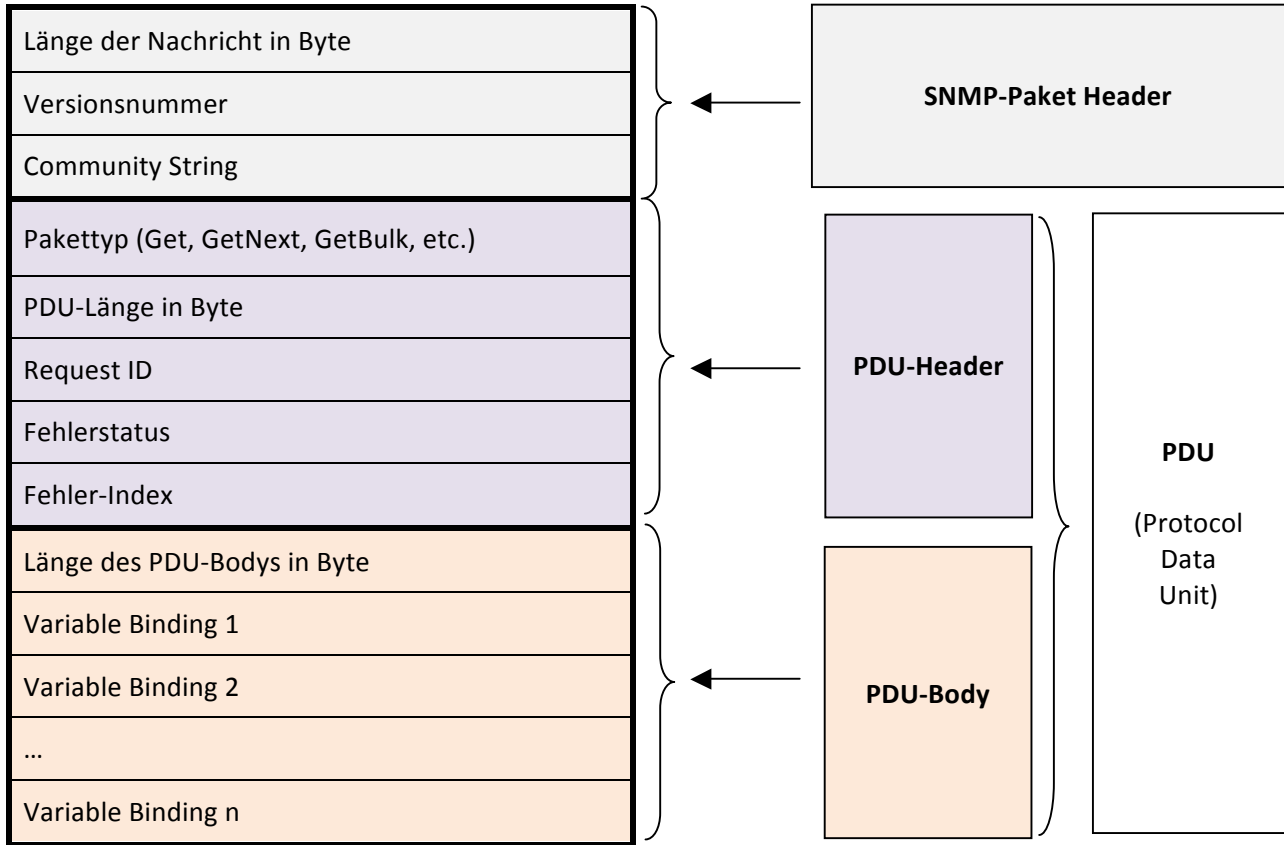 Länge der Nachricht in Byte
Versionsnummer
Community String
SNMP-Paket Header
Pakettyp (Get, GetNext, GetBulk, etc.)
PDU-Länge in Byte
Request ID
Fehlerstatus
Fehler-Index
PDU-Header
Länge des PDU-Bodys in Byte
Variable Binding 1
Variable Binding 2
…
Variable Binding n
PDU-Body
PDU
(Protocol
Data
Unit)